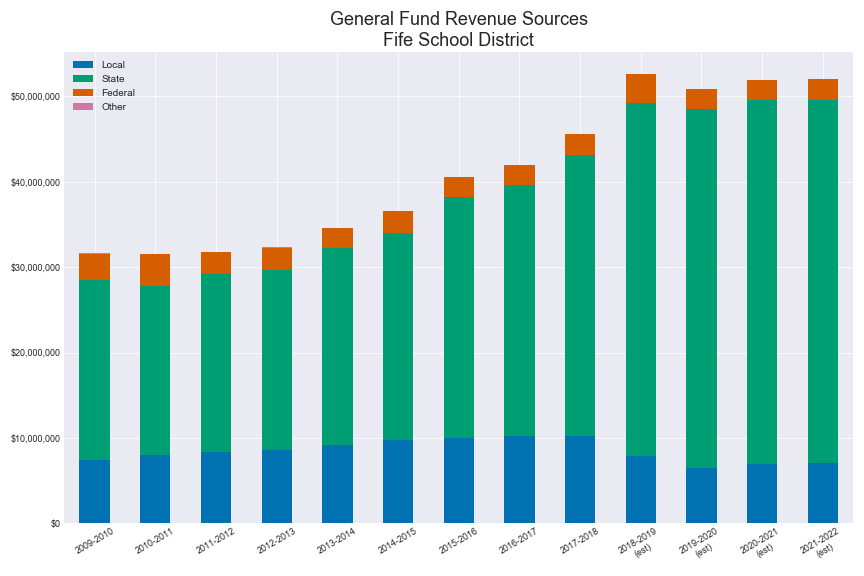 General Fund Revenue Sources
Fife School District
Local
State
Federal
Other
$50,000,000
$40,000,000
$30,000,000
$20,000,000
$10,000,000
$0
2009-2010
2010-2011
2011-2012
2012-2013
2013-2014
2014-2015
2015-2016
2016-2017
2017-2018
2018-2019
(est)
2019-2020
(est)
2020-2021
(est)
2021-2022
(est)